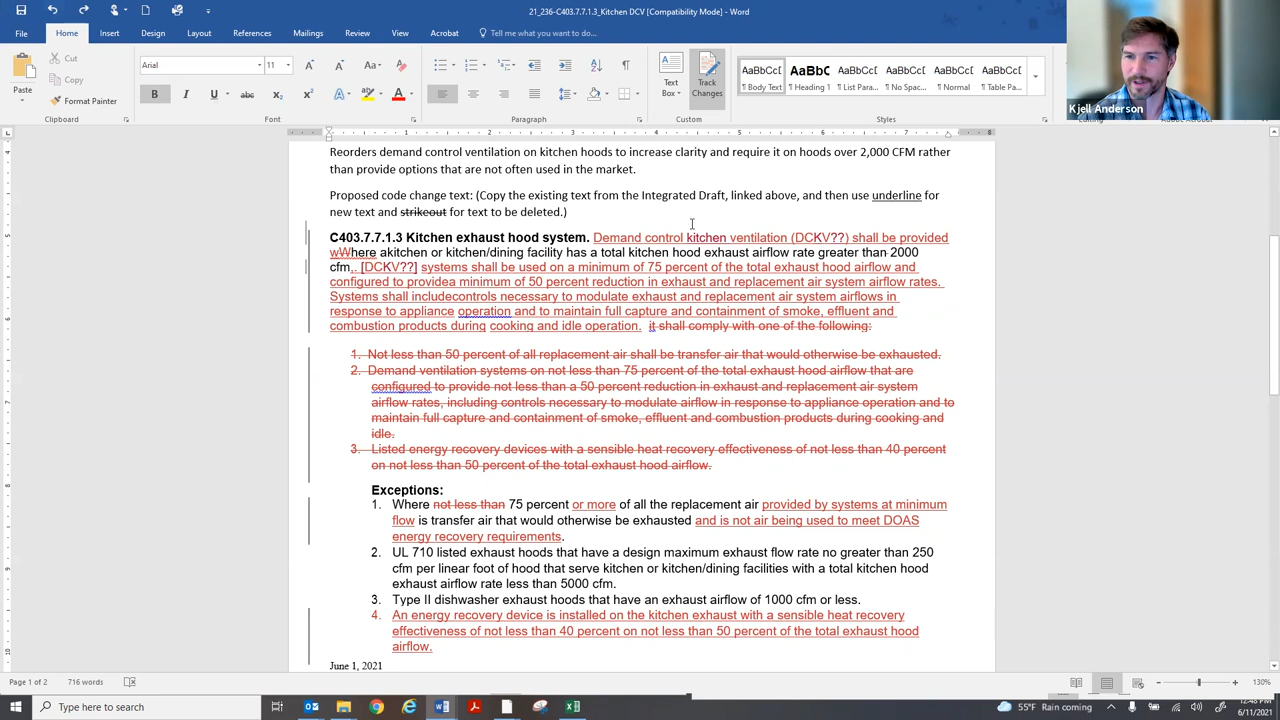 21_236-C403.7.7.1.3_Kitchen DCV [Compatibility Mode] - Word
File Home Insert Design Layout References Mailings Review View Acrobat Tell me what you want to do...
Cut
Copy
Paste Format Painter
Arial 11
Text Box Track Changes
AaBbCcD AaBbC AaBbCcD AaBbCcD AaBbCcD AaBbCcD
¶ Body Text ¶ Heading 1 ¶ List Para... ¶ No Spac... ¶ Normal ¶ Table Pa...
Clipboard Font Paragraph Custom Styles Editing Adobe Acrobat
Kjell Anderson
Reorders demand control ventilation on kitchen hoods to increase clarity and require it on hoods over 2,000 CFM rather
than provide options that are not often used in the market.
Proposed code change text: (Copy the existing text from the Integrated Draft, linked above, and then use underline for
new text and strikeout for text to be deleted.)
C403.7.7.1.3 Kitchen exhaust hood system. Demand control kitchen ventilation (DCKV??) shall be provided
wWhere akitchen or kitchen/dining facility has a total kitchen hood exhaust airflow rate greater than 2000
cfm,. [DCKV??] systems shall be used on a minimum of 75 percent of the total exhaust hood airflow and
configured to providea minimum of 50 percent reduction in exhaust and replacement air system airflow rates.
Systems shall includecontrols necessary to modulate exhaust and replacement air system airflows in
response to appliance operation and to maintain full capture and containment of smoke, effluent and
combustion products during cooking and idle operation. it shall comply with one of the following:
1. Not less than 50 percent of all replacement air shall be transfer air that would otherwise be exhausted.
2. Demand ventilation systems on not less than 75 percent of the total exhaust hood airflow that are
configured to provide not less than a 50 percent reduction in exhaust and replacement air system
airflow rates, including controls necessary to modulate airflow in response to appliance operation and to
maintain full capture and containment of smoke, effluent and combustion products during cooking and
idle.
3. Listed energy recovery devices with a sensible heat recovery effectiveness of not less than 40 percent
on not less than 50 percent of the total exhaust hood airflow.
Exceptions:
1. Where not less than 75 percent or more of all the replacement air provided by systems at minimum
flow is transfer air that would otherwise be exhausted and is not air being used to meet DOAS
energy recovery requirements.
2. UL 710 listed exhaust hoods that have a design maximum exhaust flow rate no greater than 250
cfm per linear foot of hood that serve kitchen or kitchen/dining facilities with a total kitchen hood
exhaust airflow rate less than 5000 cfm.
3. Type II dishwasher exhaust hoods that have an exhaust airflow of 1000 cfm or less.
4. An energy recovery device is installed on the kitchen exhaust with a sensible heat recovery
effectiveness of not less than 40 percent on not less than 50 percent of the total exhaust hood
airflow.
June 1, 2021
Page 1 of 2 716 words 130%
Type here to search 55°F Rain coming 12:48 PM
6/11/2021